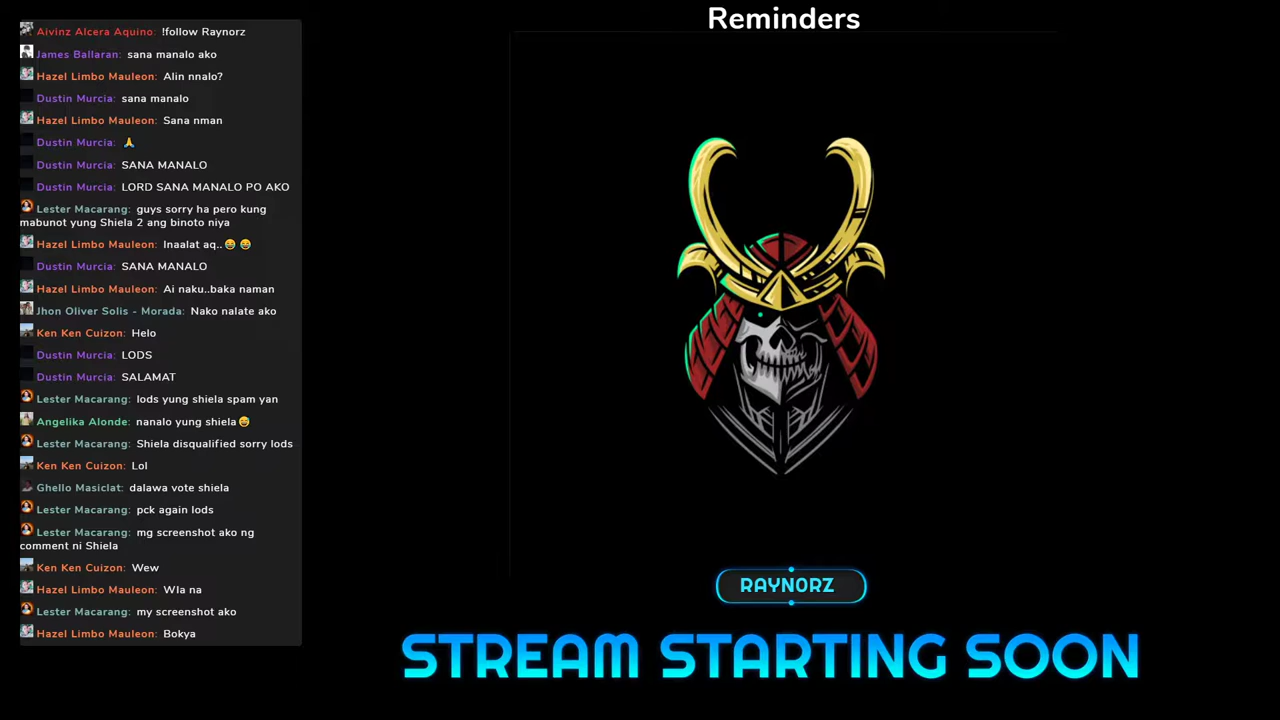 Reminders
Aivinz Alcera Aquino: !follow Raynorz
James Ballaran: sana manalo ako
Hazel Limbo Mauleon: Alin nnalo?
Dustin Murcia: sana manalo
Hazel Limbo Mauleon: Sana nman
Dustin Murcia: 🙏
Dustin Murcia: SANA MANALO
Dustin Murcia: LORD SANA MANALO PO AKO
Lester Macarang: guys sorry ha pero kung
mabunot yung Shiela 2 ang binoto niya
Hazel Limbo Mauleon: Inaalat aq..😂 😂
Dustin Murcia: SANA MANALO
Hazel Limbo Mauleon: Ai naku..baka naman
Jhon Oliver Solis - Morada: Nako nalate ako
Ken Ken Cuizon: Helo
Dustin Murcia: LODS
Dustin Murcia: SALAMAT
Lester Macarang: lods yung shiela spam yan
Angelika Alonde: nanalo yung shiela😅
Lester Macarang: Shiela disqualified sorry lods
Ken Ken Cuizon: Lol
Ghello Masiclat: dalawa vote shiela
Lester Macarang: pck again lods
Lester Macarang: mg screenshot ako ng
comment ni Shiela
Ken Ken Cuizon: Wew
Hazel Limbo Mauleon: Wla na
Lester Macarang: my screenshot ako
Hazel Limbo Mauleon: Bokya
RAYNORZ
STREAM STARTING SOON